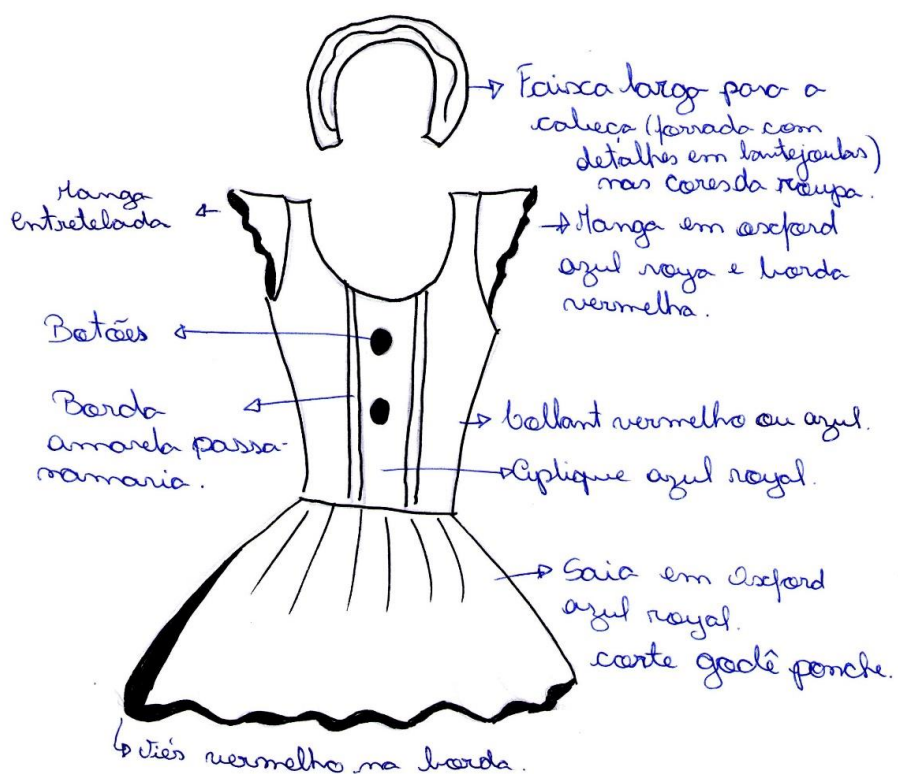 Faixa larga para a
cabeça (forrada com
detalhes em lantejoulas)
nas cores da roupa.
Manga
entretelada
Manga em oxford
azul roya e borda
vermelha.
Botões
Borda
amarela passa-
namaria.
Collant vermelho ou azul.
Aplique azul royal.
Saia em Oxford
azul royal.
corte godê ponche.
Viés vermelho na borda.